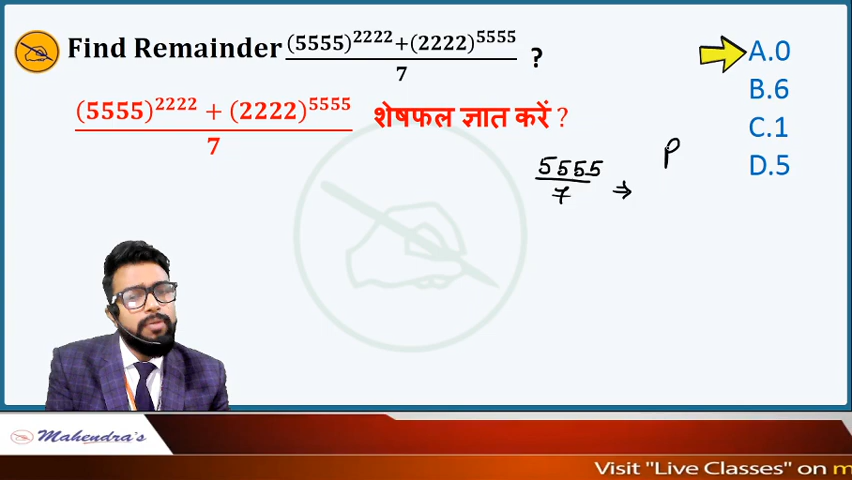 Find Remainder (5555)^2222+(2222)^5555 / 7 ?
(5555)^2222 + (2222)^5555 / 7 शेषफल ज्ञात करें ?
A.0
B.6
C.1
D.5
5555 / 7 ⇒
Mahendra's
Visit "Live Classes" on